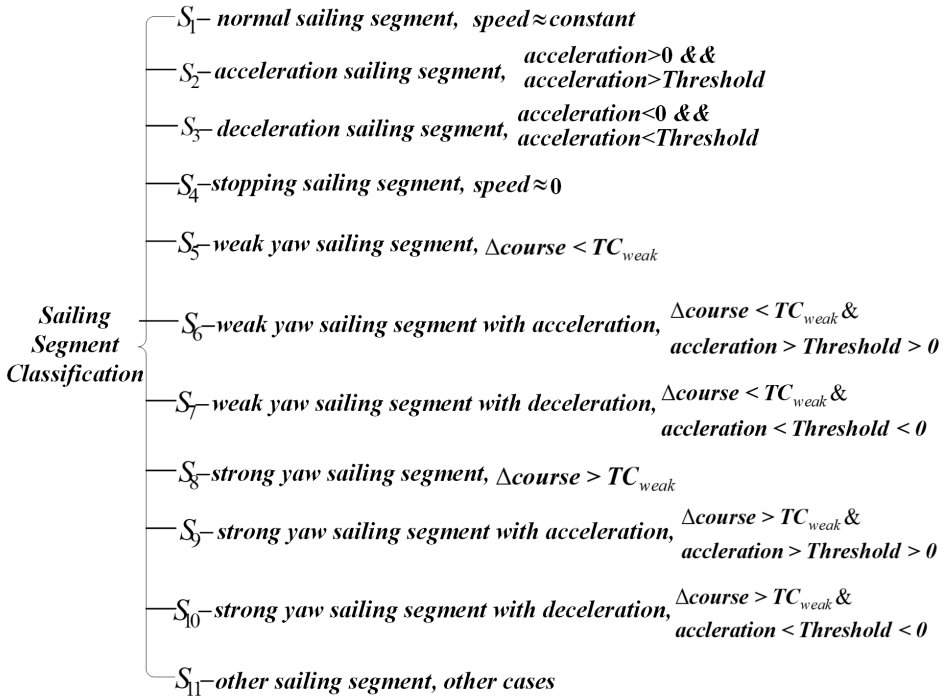 S1– normal sailing segment, speed≈constant
S2– acceleration sailing segment, acceleration>0 &&
acceleration>Threshold
S3– deceleration sailing segment, acceleration<0 &&
acceleration<Threshold
S4–stopping sailing segment, speed≈0
S5–weak yaw sailing segment, Δcourse < TCweak
Sailing
Segment
Classification
S6–weak yaw sailing segment with acceleration, Δcourse < TCweak &
accleration > Threshold > 0
S7–weak yaw sailing segment with deceleration, Δcourse < TCweak &
accleration < Threshold < 0
S8–strong yaw sailing segment, Δcourse > TCweak
S9–strong yaw sailing segment with acceleration, Δcourse > TCweak &
accleration > Threshold > 0
S10–strong yaw sailing segment with deceleration, Δcourse > TCweak &
accleration < Threshold < 0
S11–other sailing segment, other cases